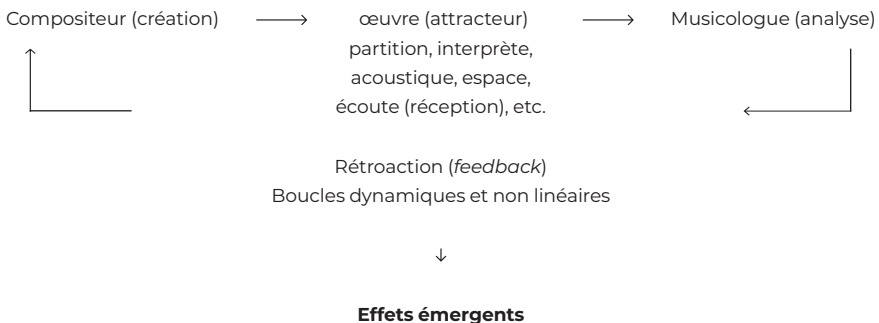 Compositeur (création) œuvre (attracteur) Musicologue (analyse)
partition, interprète,
acoustique, espace,
écoute (réception), etc.
Rétroaction (feedback)
Boucles dynamiques et non linéaires
Effets émergents